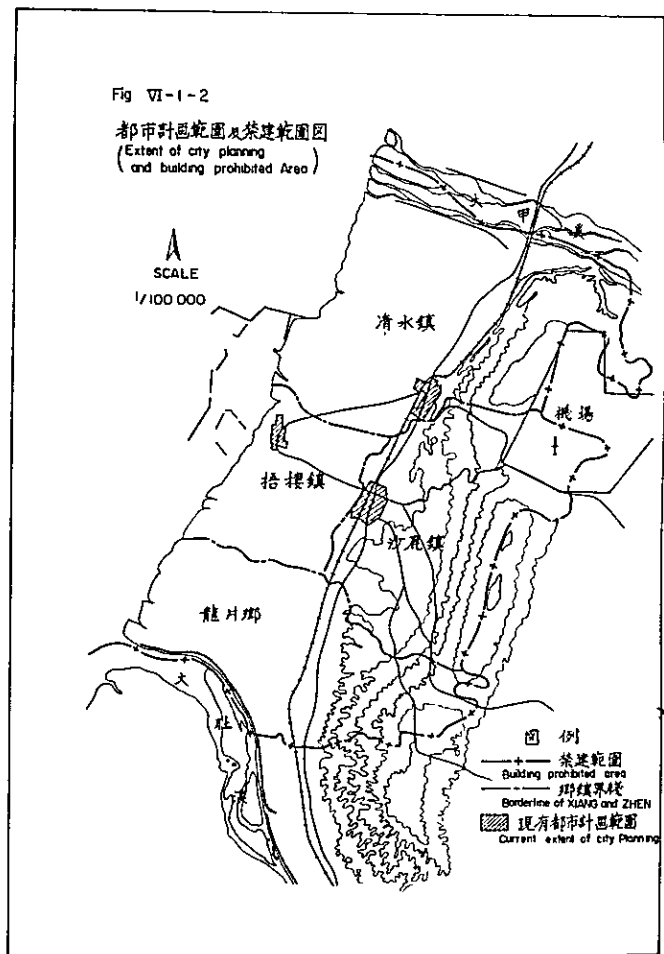 Fig VI-1-2
都市計画範圍及禁建範圍図
(Extent of city planning
and building prohibited Area)
SCALE
1/100 000
大甲溪
清水鎮
機場
梧棲鎮
沙鹿鎮
龍井鄉
大肚溪
図例
禁建範圍
Building prohibited area
鄉鎮界綫
Borderline of XIANG and ZHEN
現有都市計画範圍
Current extent of city Planning